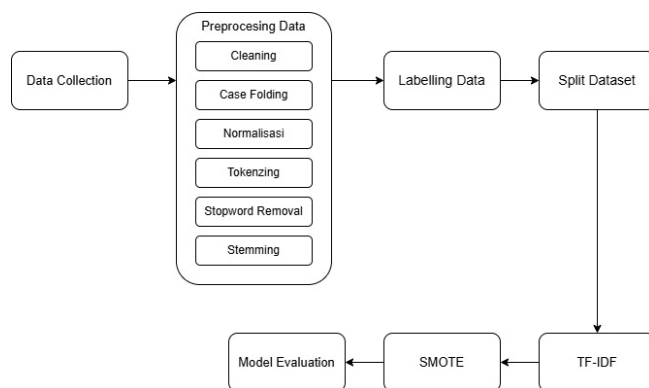 Preprocesing Data
Cleaning
Case Folding
Normalisasi
Tokenzing
Stopword Removal
Stemming
Data Collection
Labelling Data
Split Dataset
TF-IDF
SMOTE
Model Evaluation